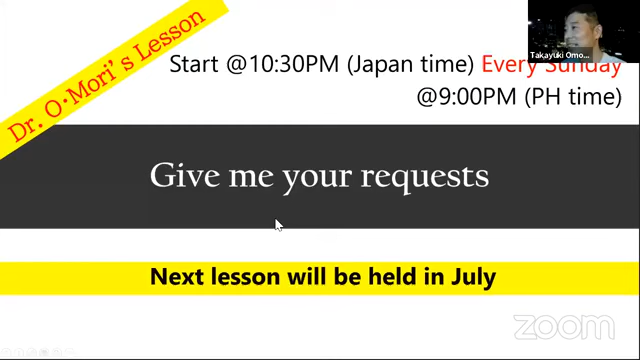 Dr. O・Mori's Lesson
Start @10:30PM (Japan time) Every Sunday
@9:00PM (PH time)
Takayuki Omo...
Give me your requests
Next lesson will be held in July
zoom